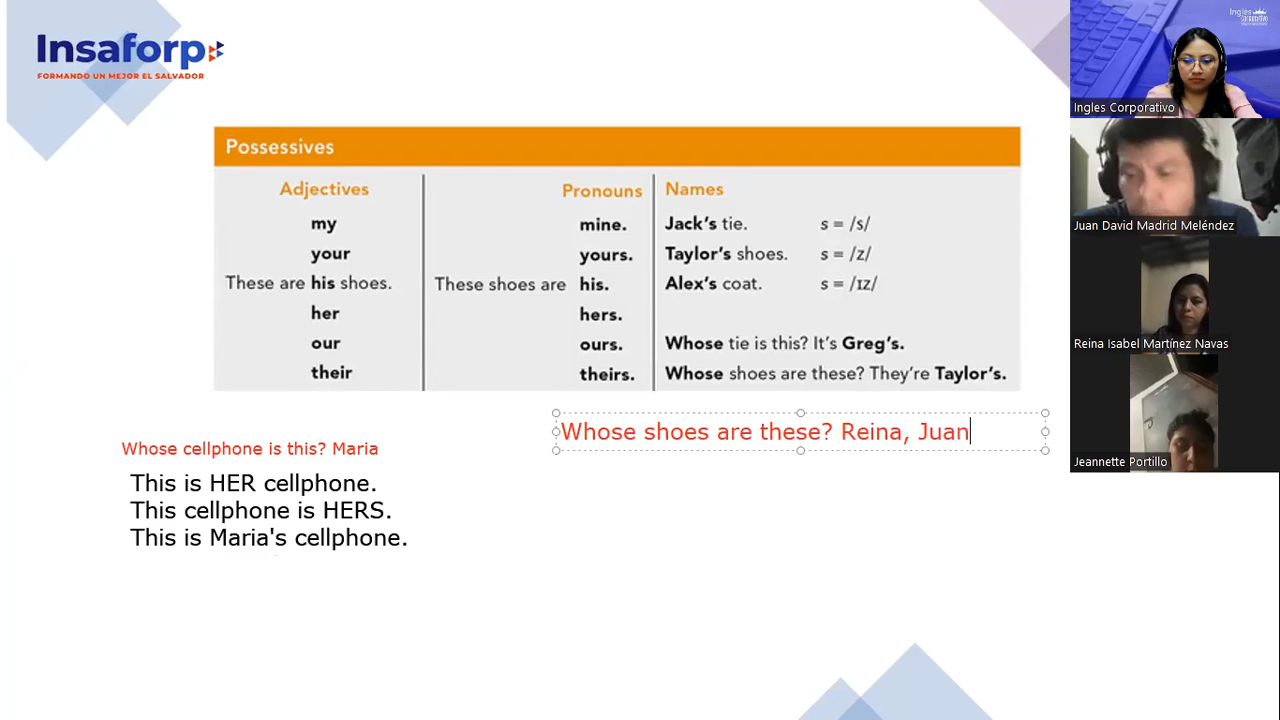 Insaforp
FORMANDO UN MEJOR EL SALVADOR
Possessives
Adjectives
my
your
These are his shoes.
her
our
their
Pronouns
mine.
yours.
These shoes are his.
hers.
ours.
theirs.
Names
Jack's tie. s = /s/
Taylor's shoes. s = /z/
Alex's coat. s = /ɪz/
Whose tie is this? It's Greg's.
Whose shoes are these? They're Taylor's.
Whose cellphone is this? Maria
This is HER cellphone.
This cellphone is HERS.
This is Maria's cellphone.
Whose shoes are these? Reina, Juan
Ingles Corporativo
Juan David Madrid Meléndez
Reina Isabel Martínez Navas
Jeannette Portillo